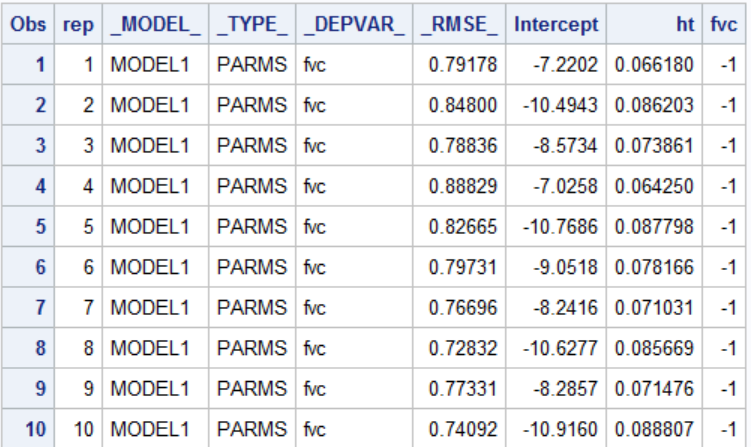 Obs rep _MODEL_ _TYPE_ _DEPVAR_ _RMSE_ Intercept ht fvc
1 1 MODEL1 PARMS fvc 0.79178 -7.2202 0.066180 -1
2 2 MODEL1 PARMS fvc 0.84800 -10.4943 0.086203 -1
3 3 MODEL1 PARMS fvc 0.78836 -8.5734 0.073861 -1
4 4 MODEL1 PARMS fvc 0.88829 -7.0258 0.064250 -1
5 5 MODEL1 PARMS fvc 0.82665 -10.7686 0.087798 -1
6 6 MODEL1 PARMS fvc 0.79731 -9.0518 0.078166 -1
7 7 MODEL1 PARMS fvc 0.76696 -8.2416 0.071031 -1
8 8 MODEL1 PARMS fvc 0.72832 -10.6277 0.085669 -1
9 9 MODEL1 PARMS fvc 0.77331 -8.2857 0.071476 -1
10 10 MODEL1 PARMS fvc 0.74092 -10.9160 0.088807 -1